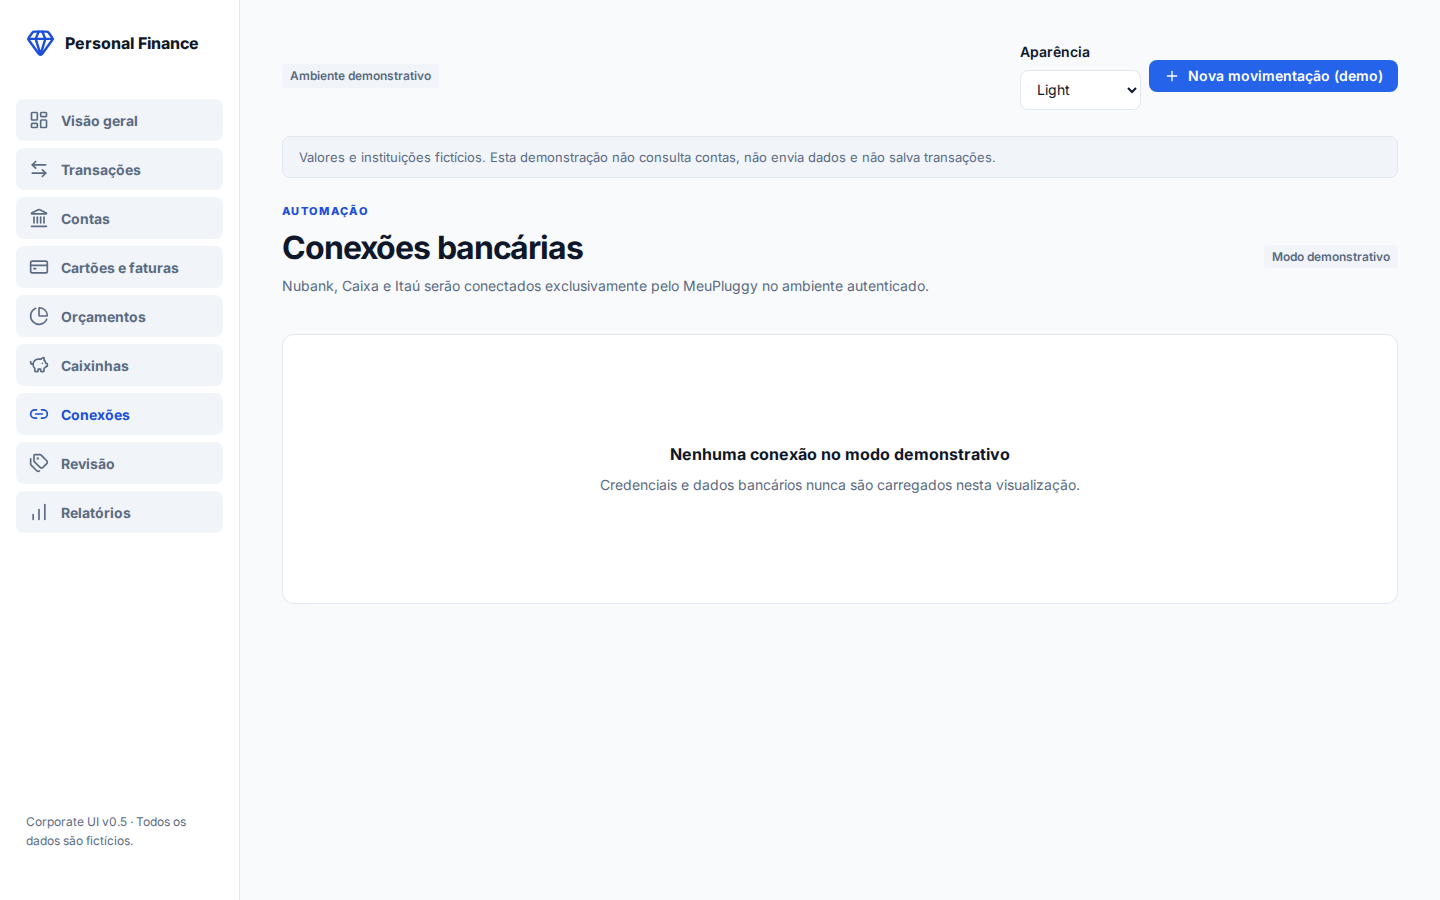 Personal Finance
Visão geral
Transações
Contas
Cartões e faturas
Orçamentos
Caixinhas
Conexões
Revisão
Relatórios
Corporate UI v0.5 · Todos os
dados são fictícios.
Ambiente demonstrativo
Aparência
Light
Nova movimentação (demo)
Valores e instituições fictícios. Esta demonstração não consulta contas, não envia dados e não salva transações.
AUTOMAÇÃO
Conexões bancárias
Modo demonstrativo
Nubank, Caixa e Itaú serão conectados exclusivamente pelo MeuPluggy no ambiente autenticado.
Nenhuma conexão no modo demonstrativo
Credenciais e dados bancários nunca são carregados nesta visualização.